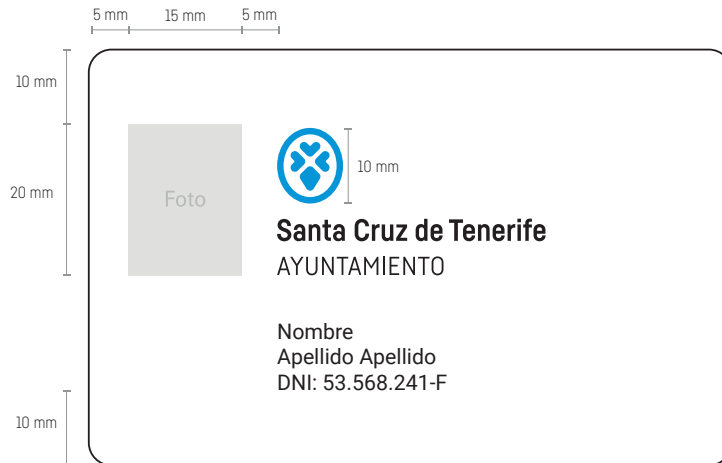 5 mm 15 mm 5 mm
10 mm
20 mm
Foto
10 mm
Santa Cruz de Tenerife
AYUNTAMIENTO
Nombre
Apellido Apellido
DNI: 53.568.241-F
10 mm